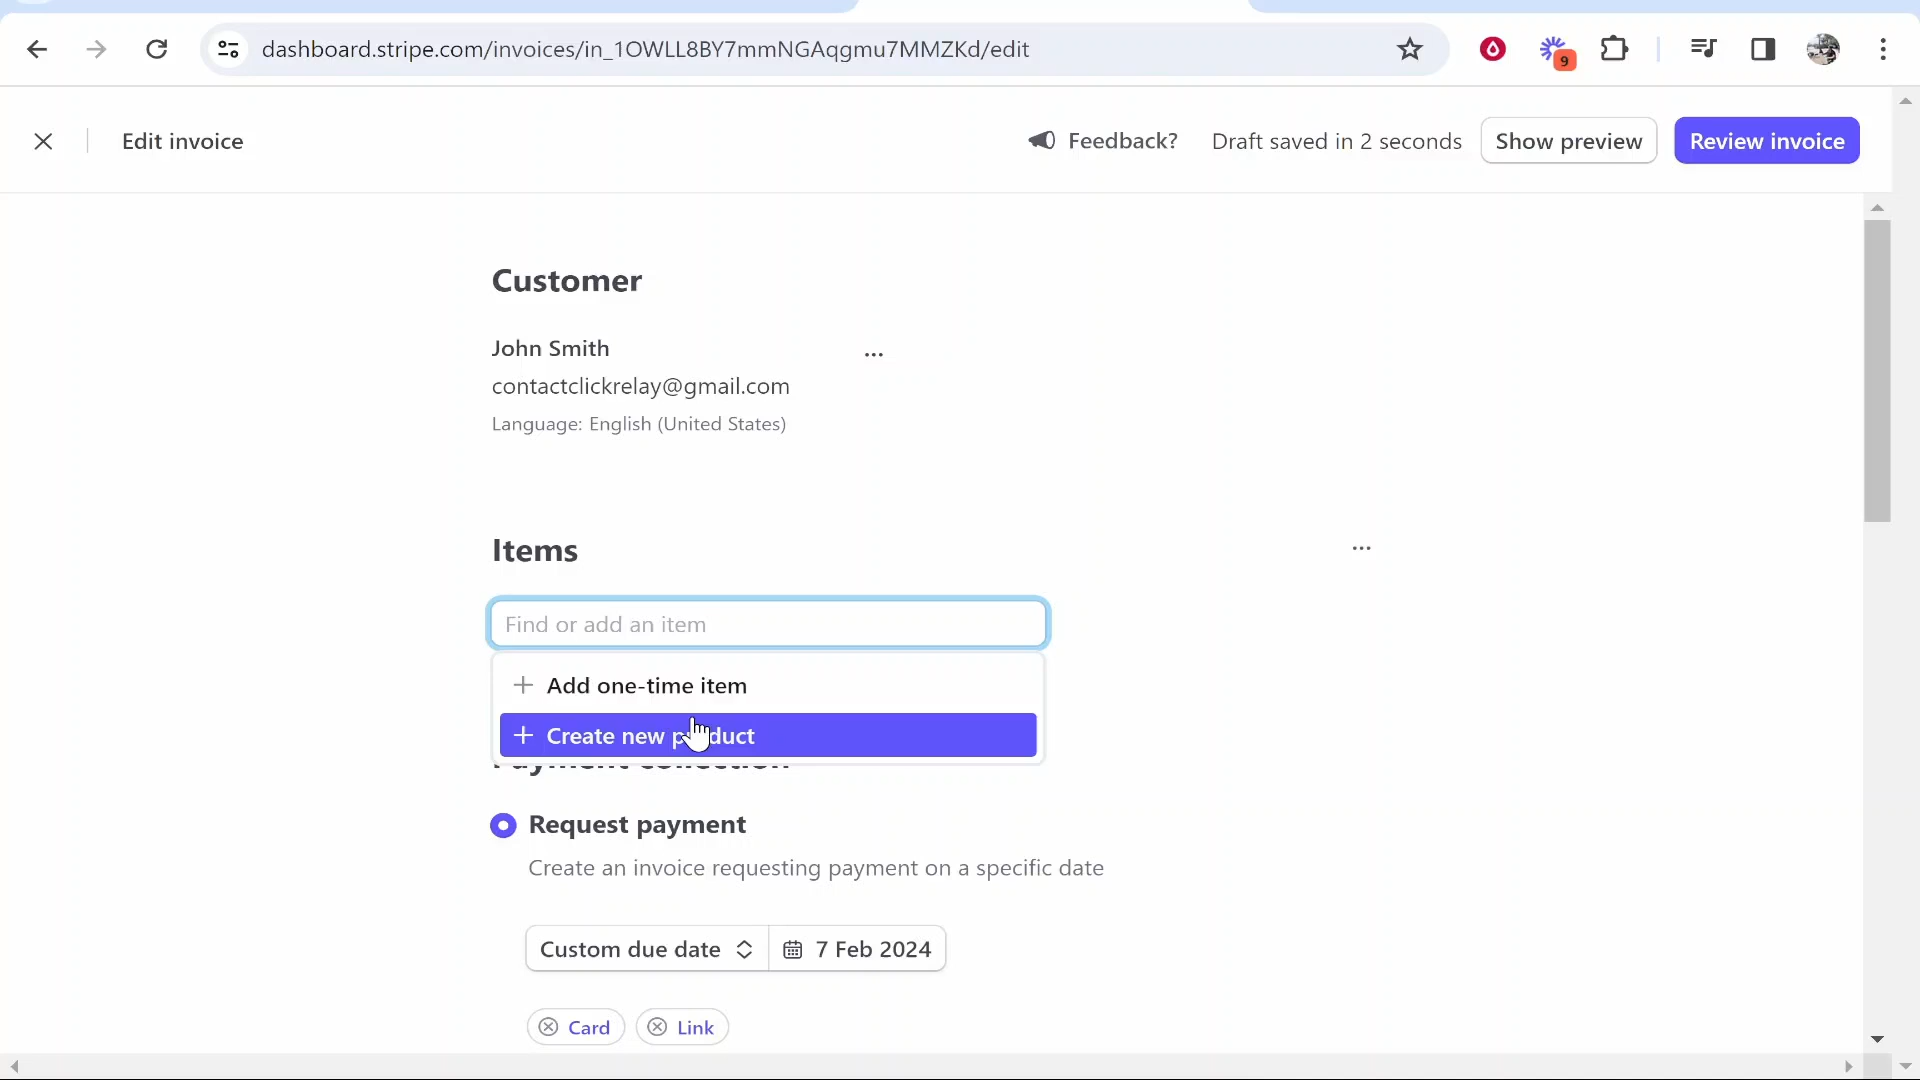 dashboard.stripe.com/invoices/in_1OWLL8BY7mmNGAqgmu7MMZKd/edit
9
Edit invoice
Feedback?
Draft saved in 2 seconds
Show preview
Review invoice
Customer
John Smith
contactclickrelay@gmail.com
Language: English (United States)
Items
Find or add an item
Add one-time item
Create new product
Payment collection
Request payment
Create an invoice requesting payment on a specific date
Custom due date
7 Feb 2024
Card
Link